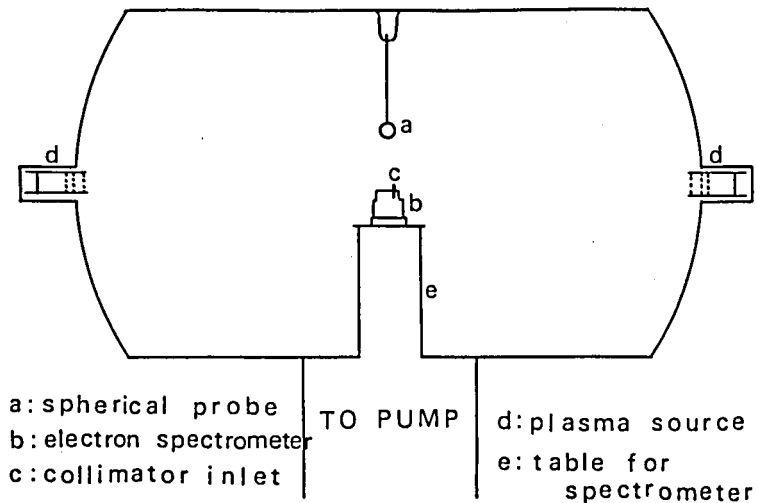 a
d
d
c
b
e
a: spherical probe
b: electron spectrometer
c: collimator inlet
TO PUMP
d: plasma source
e: table for
spectrometer